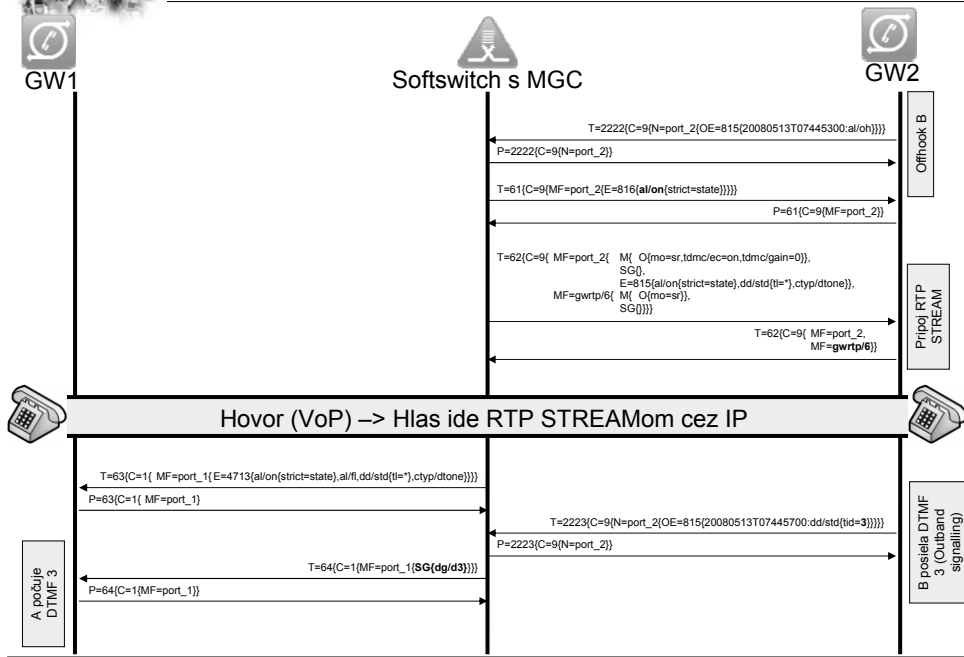 GW1
Softswitch s MGC
GW2
T=2222{C=9{N=port_2{OE=815{20080513T07445300:al/oh}}}}
Offhook B
P=2222{C=9{N=port_2}}
T=61{C=9{MF=port_2{E=816{al/on{strict=state}}}}}
P=61{C=9{MF=port_2}}
T=62{C=9{ MF=port_2{ M{ O{mo=sr,tdmc/ec=on,tdmc/gain=0}},
SG{},
E=815{al/on{strict=state},dd/std{tl=*},ctyp/dtone}},
MF=gwrtp/6{ M{ O{mo=sr}},
SG{}}}}
Pripoj RTP
STREAM
T=62{C=9{ MF=port_2,
MF=gwrtp/6}}
Hovor (VoP) –> Hlas ide RTP STREAMom cez IP
T=63{C=1{ MF=port_1{E=4713{al/on{strict=state},al/fl,dd/std{tl=*},ctyp/dtone}}}}
P=63{C=1{ MF=port_1}
T=2223{C=9{N=port_2{OE=815{20080513T07445700:dd/std{tid=3}}}}}
P=2223{C=9{N=port_2}}
B posiela DTMF
3 (Outband
signalling)
T=64{C=1{MF=port_1{SG{dg/d3}}}}
P=64{C=1{MF=port_1}}
A počuje
DTMF 3